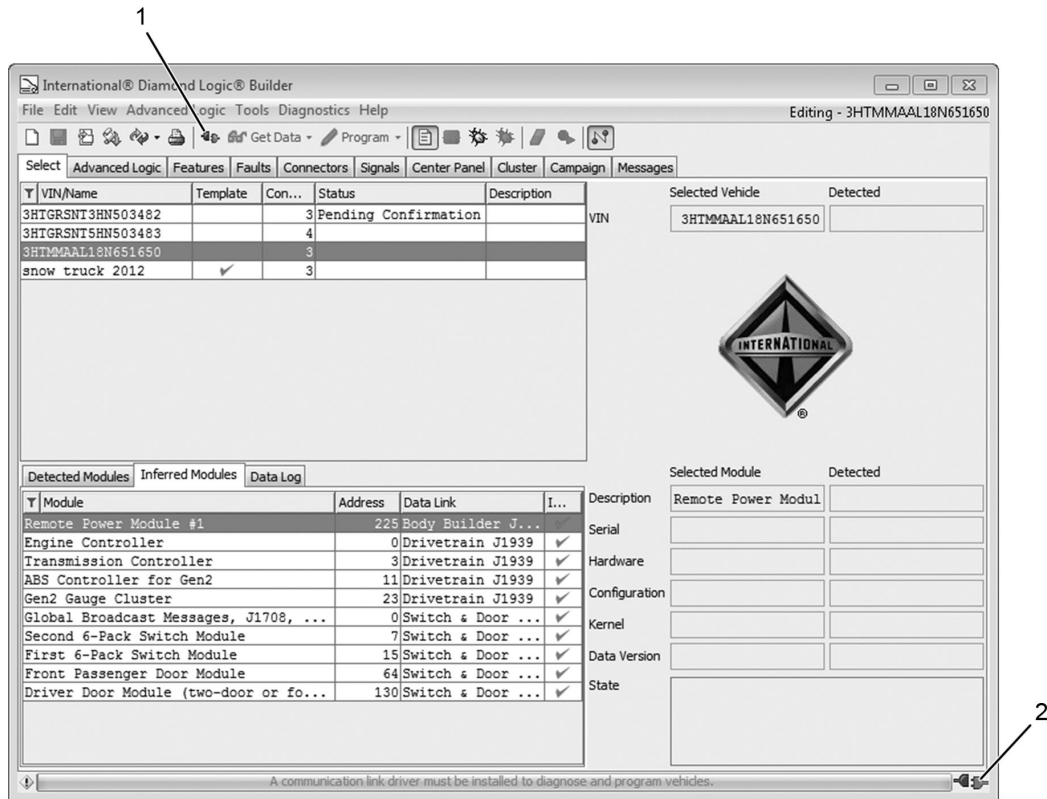 1
International® Diamond Logic® Builder
File Edit View Advanced Logic Tools Diagnostics Help
Editing - 3HTMMAAL18N651650
Get Data Program
Select Advanced Logic Features Faults Connectors Signals Center Panel Cluster Campaign Messages
VIN/Name Template Con... Status Description
3HTGRSNT3HN503482 3 Pending Confirmation
3HTGRSNT5HN503483 4
3HTMMAAL18N651650 3
snow truck 2012 3
Selected Vehicle Detected
VIN 3HTMMAAL18N651650
INTERNATIONAL
®
Detected Modules Inferred Modules Data Log
Module Address Data Link I...
Remote Power Module #1 225 Body Builder J...
Engine Controller 0 Drivetrain J1939
Transmission Controller 3 Drivetrain J1939
ABS Controller for Gen2 11 Drivetrain J1939
Gen2 Gauge Cluster 23 Drivetrain J1939
Global Broadcast Messages, J1708, ... 0 Switch & Door ...
Second 6-Pack Switch Module 7 Switch & Door ...
First 6-Pack Switch Module 15 Switch & Door ...
Front Passenger Door Module 64 Switch & Door ...
Driver Door Module (two-door or fo... 130 Switch & Door ...
Selected Module Detected
Description Remote Power Modul
Serial
Hardware
Configuration
Kernel
Data Version
State
2
A communication link driver must be installed to diagnose and program vehicles.